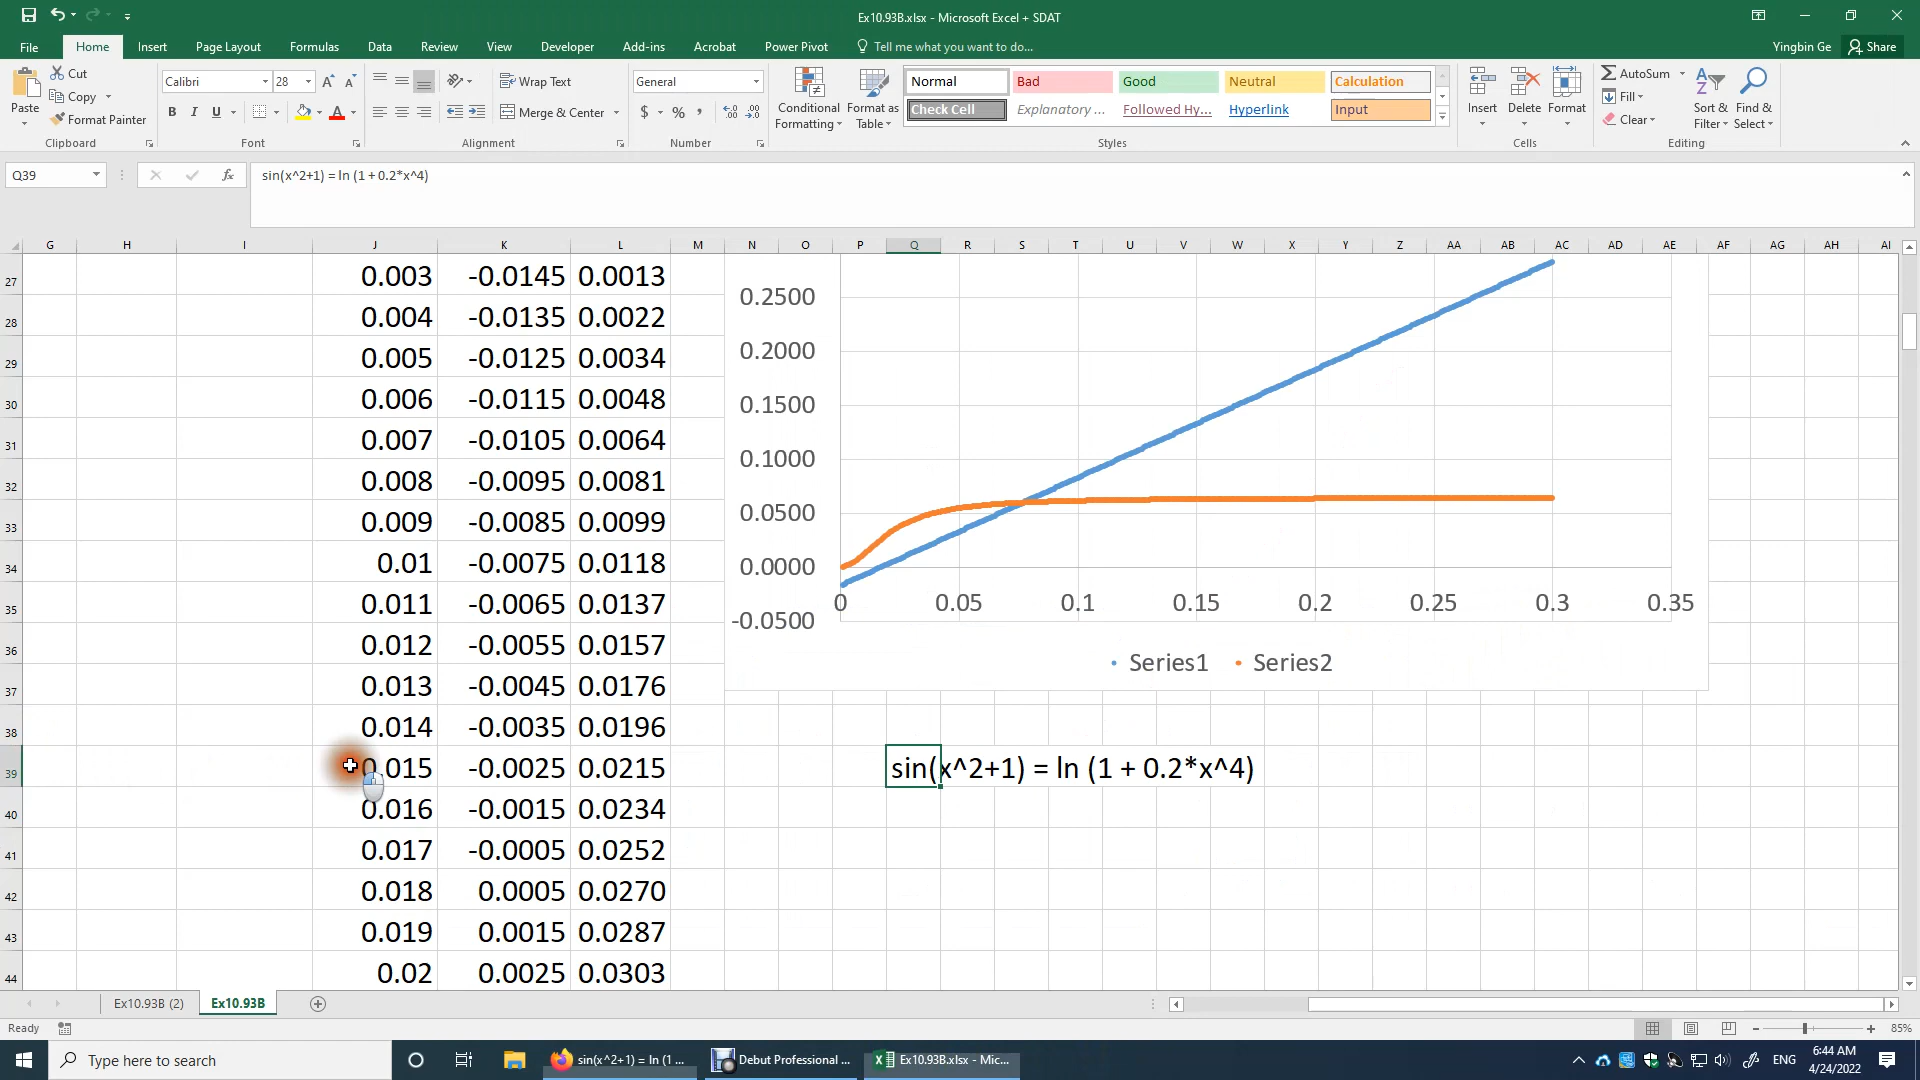 Ex10.93B.xlsx - Microsoft Excel + SDAT
File Home Insert Page Layout Formulas Data Review View Developer Add-ins Acrobat Power Pivot Tell me what you want to do... Yingbin Ge Share
Paste Cut Copy Format Painter
Calibri 28
B I U
Wrap Text
Merge & Center
General
$ % ,
Conditional Formatting
Format as Table
Normal Bad Good Neutral Calculation
Check Cell Explanatory ... Followed Hy... Hyperlink Input
Insert Delete Format
AutoSum
Fill
Clear
Sort & Filter
Find & Select
Clipboard Font Alignment Number Styles Cells Editing
Q39 fx sin(x^2+1) = ln (1 + 0.2*x^4)
G H I J K L M N O P Q R S T U V W X Y Z AA AB AC AD AE AF AG AH AI
27 0.003 -0.0145 0.0013
28 0.004 -0.0135 0.0022
29 0.005 -0.0125 0.0034
30 0.006 -0.0115 0.0048
31 0.007 -0.0105 0.0064
32 0.008 -0.0095 0.0081
33 0.009 -0.0085 0.0099
34 0.01 -0.0075 0.0118
35 0.011 -0.0065 0.0137
36 0.012 -0.0055 0.0157
37 0.013 -0.0045 0.0176
38 0.014 -0.0035 0.0196
39 0.015 -0.0025 0.0215
40 0.016 -0.0015 0.0234
41 0.017 -0.0005 0.0252
42 0.018 0.0005 0.0270
43 0.019 0.0015 0.0287
44 0.02 0.0025 0.0303
0.2500
0.2000
0.1500
0.1000
0.0500
0.0000
-0.0500
0 0.05 0.1 0.15 0.2 0.25 0.3 0.35
Series1 Series2
sin(x^2+1) = ln (1 + 0.2*x^4)
Ex10.93B (2) Ex10.93B
Ready 85%
Type here to search
sin(x^2+1) = ln (1 ...
Debut Professional ...
Ex10.93B.xlsx - Mic...
ENG
6:44 AM
4/24/2022